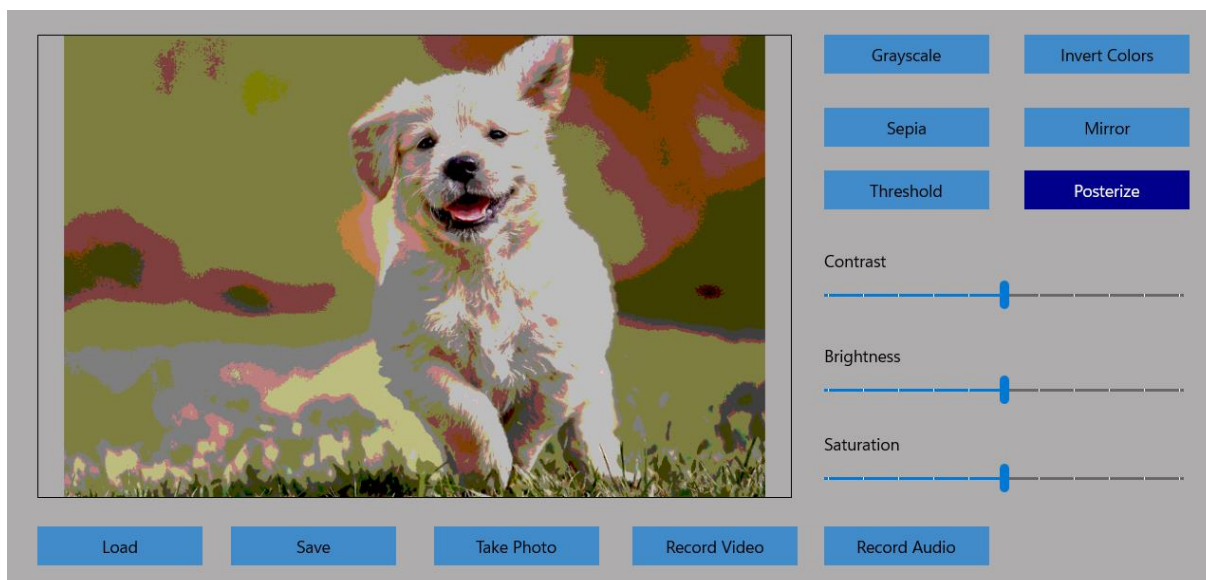 Grayscale
Invert Colors
Sepia
Mirror
Threshold
Posterize
Contrast
Brightness
Saturation
Load
Save
Take Photo
Record Video
Record Audio